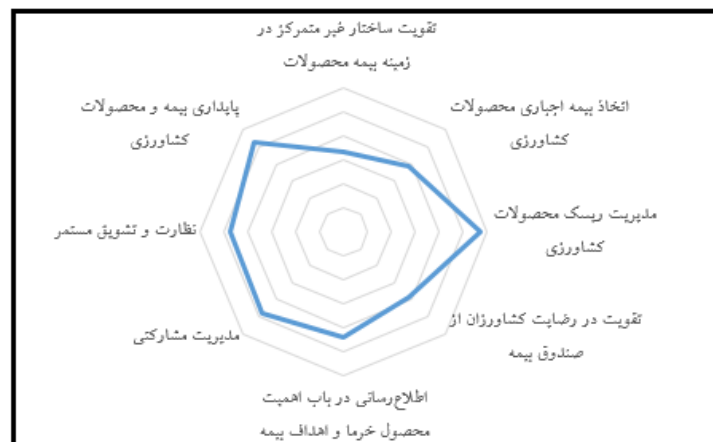 تقویت ساختار غیر متمرکز در
زمینه بیمه محصولات
اتخاذ بیمه اجباری محصولات
کشاورزی
مدیریت ریسک محصولات
کشاورزی
تقویت در رضایت کشاورزان از
صندوق بیمه
اطلاع‌رسانی در باب اهمیت
محصول خرما و اهداف بیمه
مدیریت مشارکتی
نظارت و تشویق مستمر
پایداری بیمه و محصولات
کشاورزی